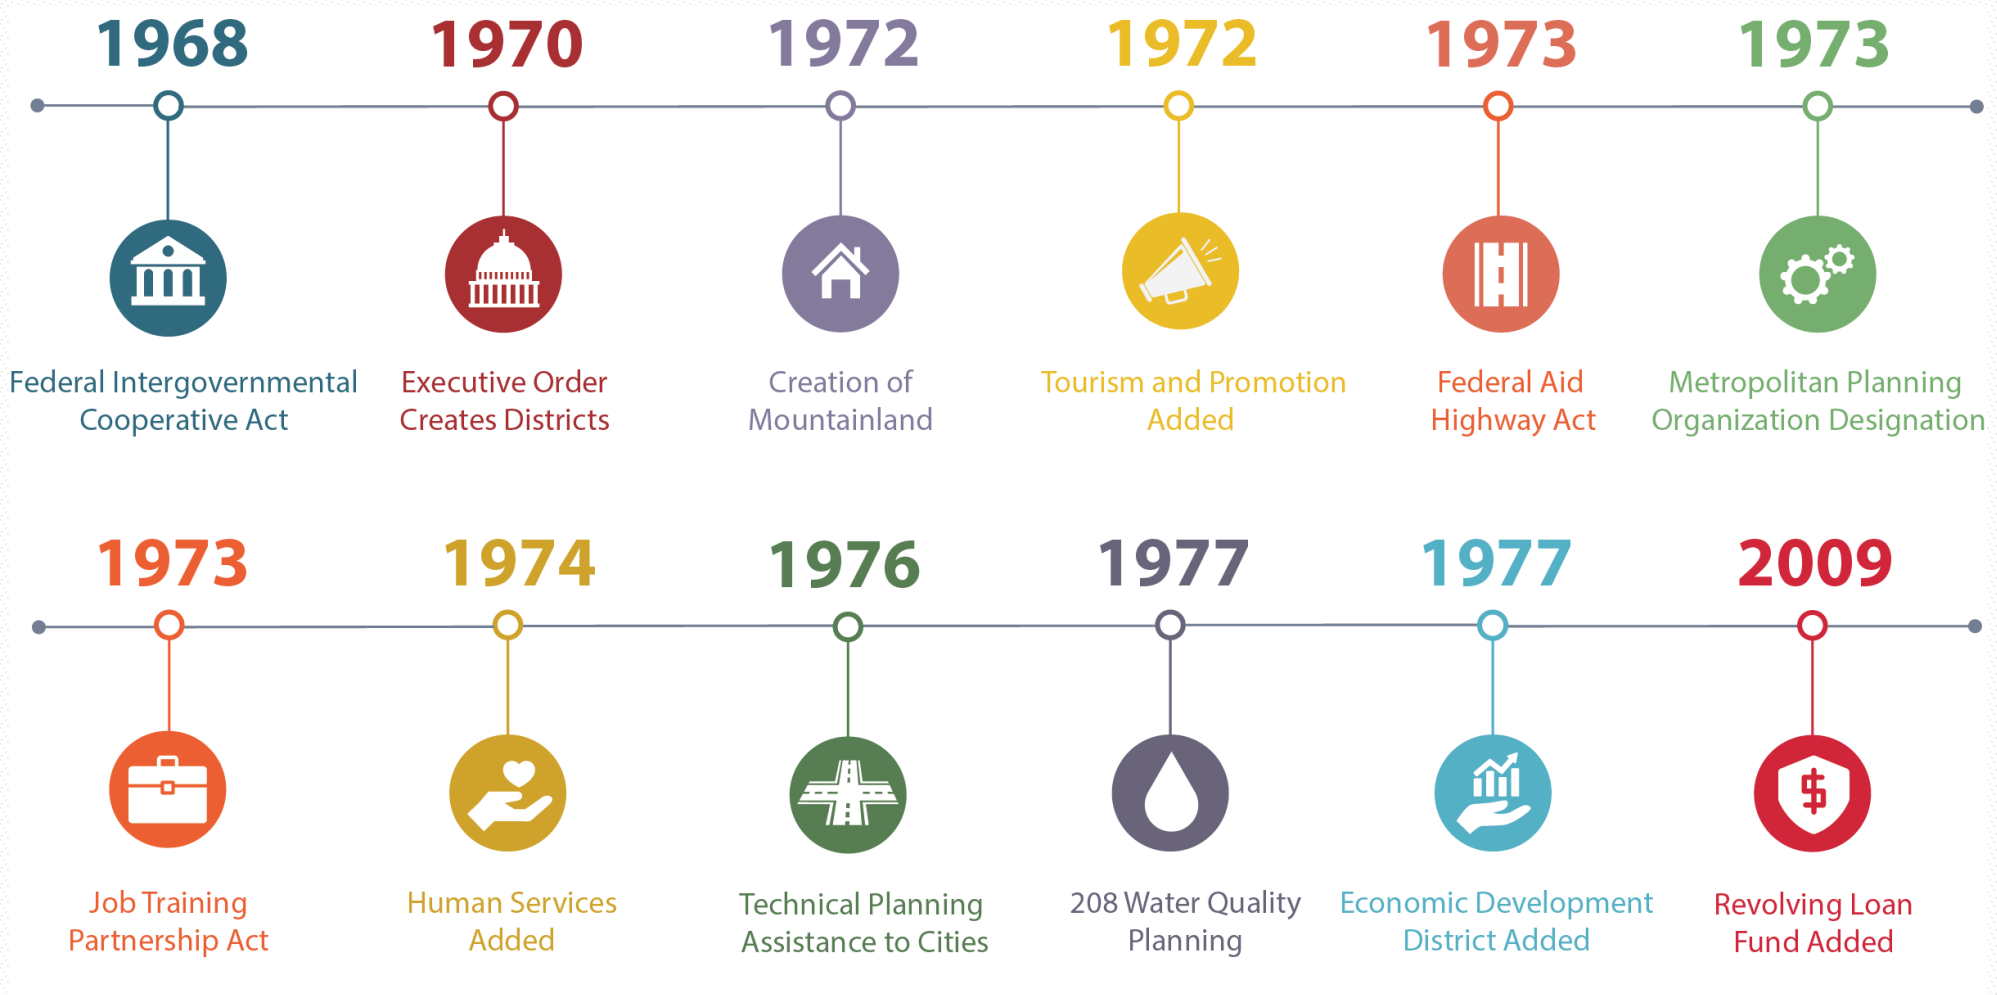 1968
1970
1972
1972
1973
1973
Federal Intergovernmental
Cooperative Act
Executive Order
Creates Districts
Creation of
Mountainland
Tourism and Promotion
Added
Federal Aid
Highway Act
Metropolitan Planning
Organization Designation
1973
1974
1976
1977
1977
2009
$
Job Training
Partnership Act
Human Services
Added
Technical Planning
Assistance to Cities
208 Water Quality
Planning
Economic Development
District Added
Revolving Loan
Fund Added